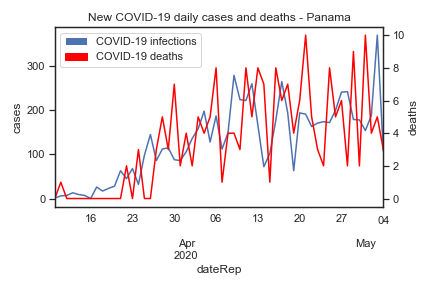 New COVID-19 daily cases and deaths - Panama
COVID-19 infections
COVID-19 deaths
cases
300
200
100
0
deaths
10
8
6
4
2
0
16 23 30 06 13 20 27 04
Apr May
2020
dateRep